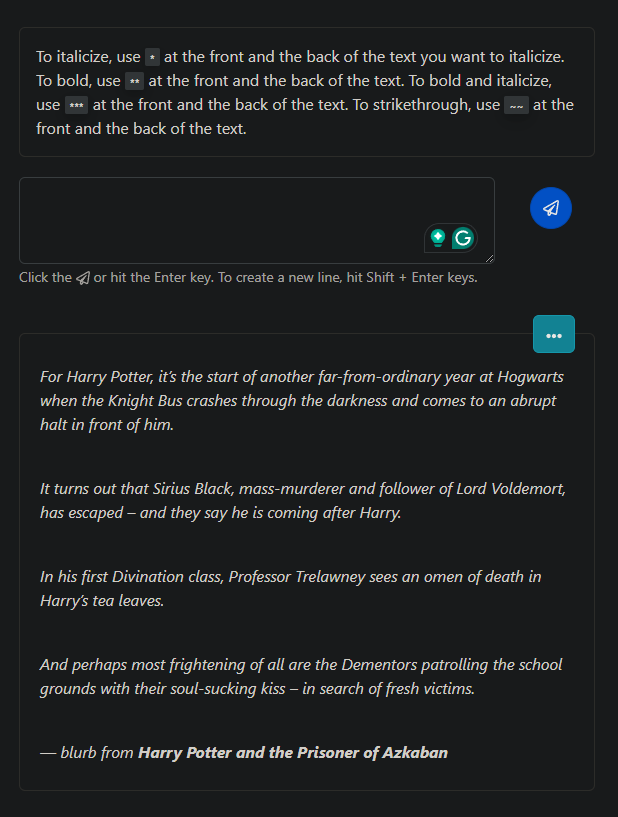 To italicize, use * at the front and the back of the text you want to italicize.
To bold, use ** at the front and the back of the text. To bold and italicize,
use *** at the front and the back of the text. To strikethrough, use ~~ at the
front and the back of the text.
Click the or hit the Enter key. To create a new line, hit Shift + Enter keys.
For Harry Potter, it’s the start of another far-from-ordinary year at Hogwarts
when the Knight Bus crashes through the darkness and comes to an abrupt
halt in front of him.
It turns out that Sirius Black, mass-murderer and follower of Lord Voldemort,
has escaped – and they say he is coming after Harry.
In his first Divination class, Professor Trelawney sees an omen of death in
Harry’s tea leaves.
And perhaps most frightening of all are the Dementors patrolling the school
grounds with their soul-sucking kiss – in search of fresh victims.
— blurb from Harry Potter and the Prisoner of Azkaban